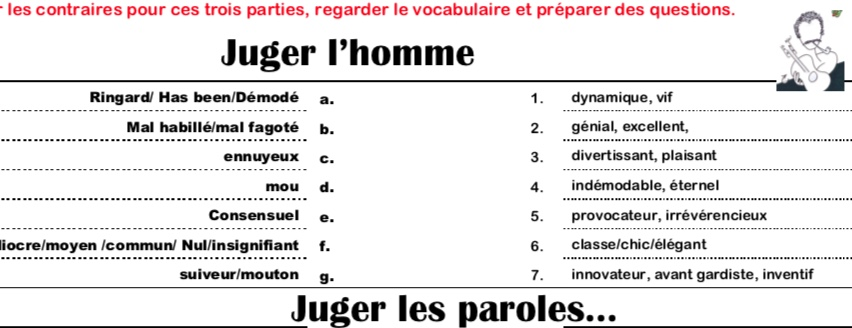 les contraires pour ces trois parties, regarder le vocabulaire et préparer des questions.
Juger l’homme
Ringard/ Has been/Démodé a. 1. dynamique, vif
Mal habillé/mal fagoté b. 2. génial, excellent,
ennuyeux c. 3. divertissant, plaisant
mou d. 4. indémodable, éternel
Consensuel e. 5. provocateur, irrévérencieux
/moyen /commun/ Nul/insignifiant f. 6. classe/chic/élégant
suiveur/mouton g. 7. innovateur, avant gardiste, inventif
Juger les paroles...